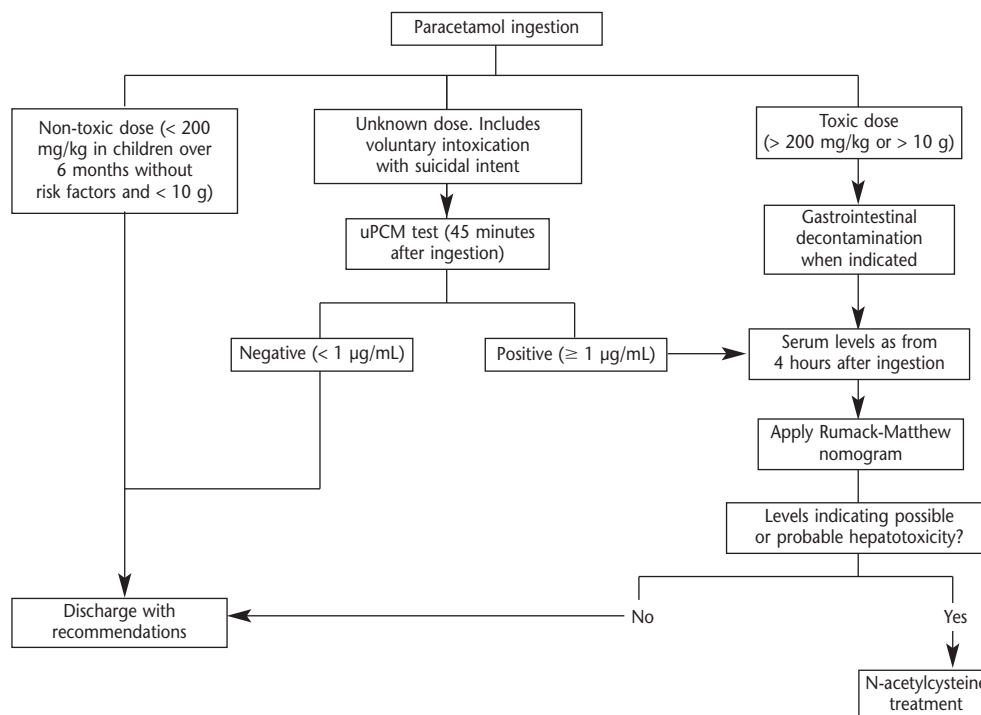 Paracetamol ingestion
Non-toxic dose (< 200
mg/kg in children over
6 months without
risk factors and < 10 g)
Unknown dose. Includes
voluntary intoxication
with suicidal intent
Toxic dose
(> 200 mg/kg or > 10 g)
uPCM test (45 minutes
after ingestion)
Gastrointestinal
decontamination
when indicated
Negative (< 1 µg/mL)
Positive (≥ 1 µg/mL)
Serum levels as from
4 hours after ingestion
Apply Rumack-Matthew
nomogram
Levels indicating possible
or probable hepatotoxicity?
Discharge with
recommendations
No
Yes
N-acetylcysteine
treatment